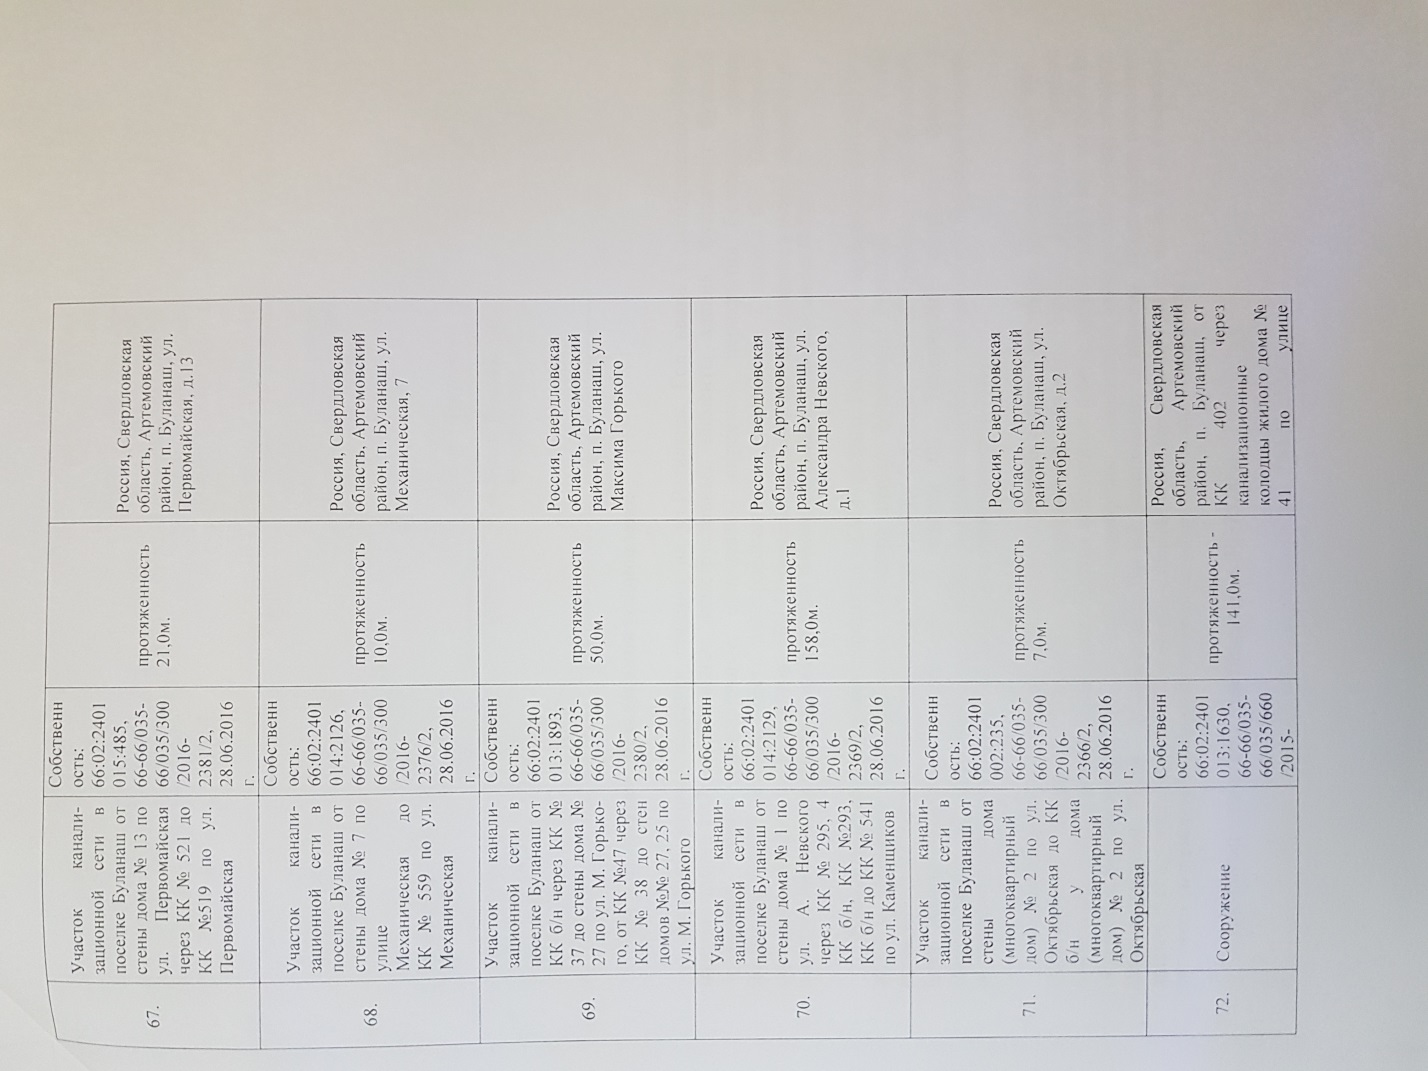 67.
Участок канали-
зационной сети в
поселке Буланаш от
стены дома № 13 по
ул. Первомайская
через КК № 521 до
КК №519 по ул.
Первомайская
Собственн
ость:
66:02:2401
015:485,
66-66/035-
66/035/300
/2016-
2381/2,
28.06.2016
г.
протяженность
21,0м.
Россия, Свердловская
область, Артемовский
район, п. Буланаш, ул.
Первомайская, д.13
68.
Участок канали-
зационной сети в
поселке Буланаш от
стены дома № 7 по
улице
Механическая до
КК № 559 по ул.
Механическая
Собственн
ость:
66:02:2401
014:2126,
66-66/035-
66/035/300
/2016-
2376/2,
28.06.2016
г.
протяженность
10,0м.
Россия, Свердловская
область, Артемовский
район, п. Буланаш, ул.
Механическая, 7
69.
Участок канали-
зационной сети в
поселке Буланаш от
КК б/н через КК №
37 до стены дома №
27 по ул. М. Горько-
го, от КК №47 через
КК № 38 до стен
домов №№ 27, 25 по
ул. М. Горького
Собственн
ость:
66:02:2401
013:1893,
66-66/035-
66/035/300
/2016-
2380/2,
28.06.2016
г.
протяженность
50,0м.
Россия, Свердловская
область, Артемовский
район, п. Буланаш, ул.
Максима Горького
70.
Участок канали-
зационной сети в
поселке Буланаш от
стены дома № 1 по
ул. А. Невского
через КК № 295, 4
КК б/н, КК №293,
КК б/н до КК № 541
по ул. Каменщиков
Собственн
ость:
66:02:2401
014:2129,
66-66/035-
66/035/300
/2016-
2369/2,
28.06.2016
г.
протяженность
158,0м.
Россия, Свердловская
область, Артемовский
район, п. Буланаш, ул.
Александра Невского,
д.1
71.
Участок канали-
зационной сети в
поселке Буланаш от
стены дома
(многоквартирный
дом) № 2 по ул.
Октябрьская до КК
б/н у дома
(многоквартирный
дом) № 2 по ул.
Октябрьская
Собственн
ость:
66:02:2401
002:235,
66-66/035-
66/035/300
/2016-
2366/2,
28.06.2016
г.
протяженность
7,0м.
Россия, Свердловская
область, Артемовский
район, п. Буланаш, ул.
Октябрьская, д.2
72.
Сооружение
Собственн
ость:
66:02:2401
013:1630,
66-66/035-
66/035/660
/2015-
протяженность -
141,0м.
Россия, Свердловская
область, Артемовский
район, п. Буланаш, от
КК 402 через
канализационные
колодцы жилого дома №
41 по улице